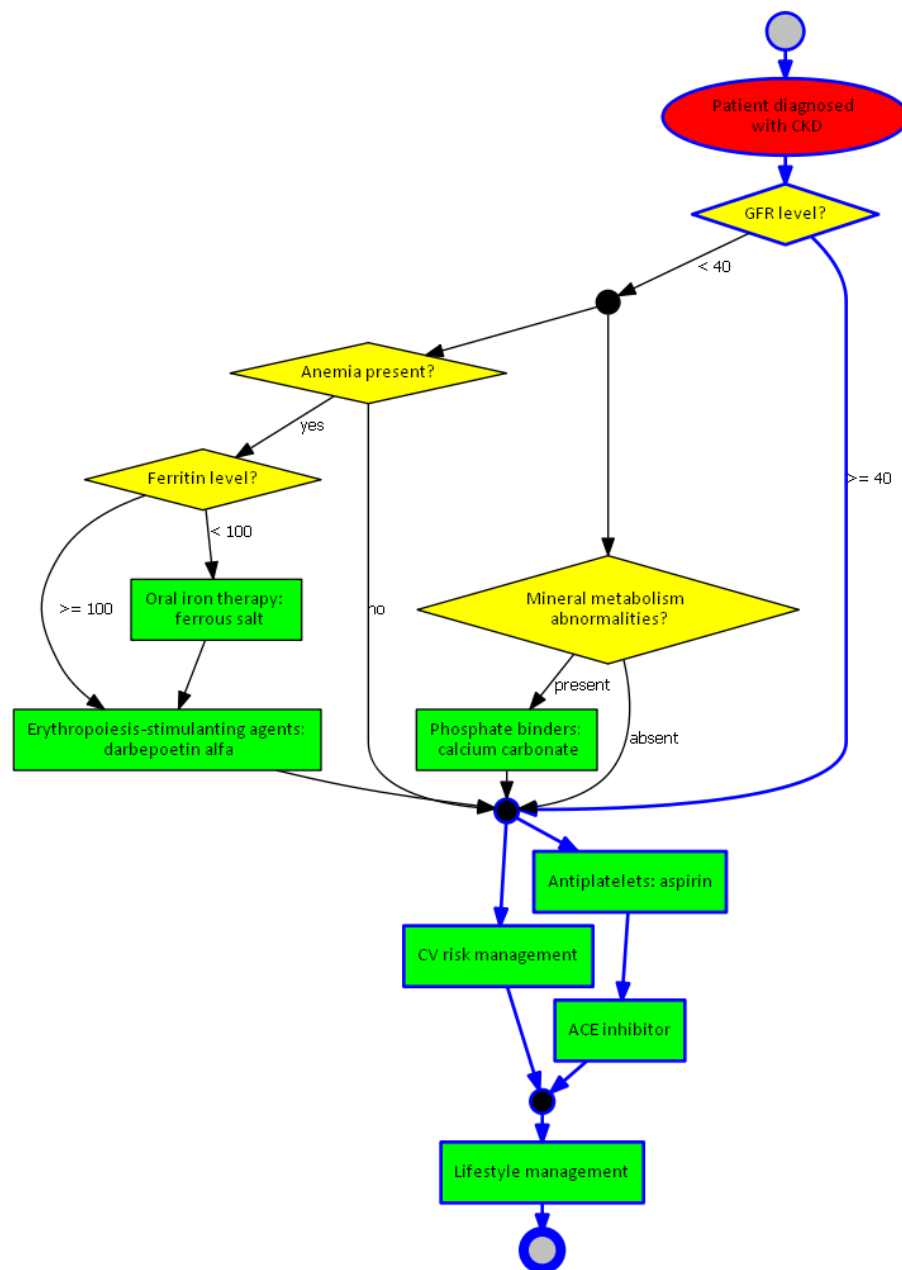 Patient diagnosed
with CKD
GFR level?
< 40
Anemia present?
yes
>= 40
Ferritin level?
< 100
Oral iron therapy:
ferrous salt
>= 100
no
Mineral metabolism
abnormalities?
present
Erythropoiesis-stimulanting agents:
darbepoetin alfa
Phosphate binders:
calcium carbonate
absent
Antiplatelets: aspirin
CV risk management
ACE inhibitor
Lifestyle management